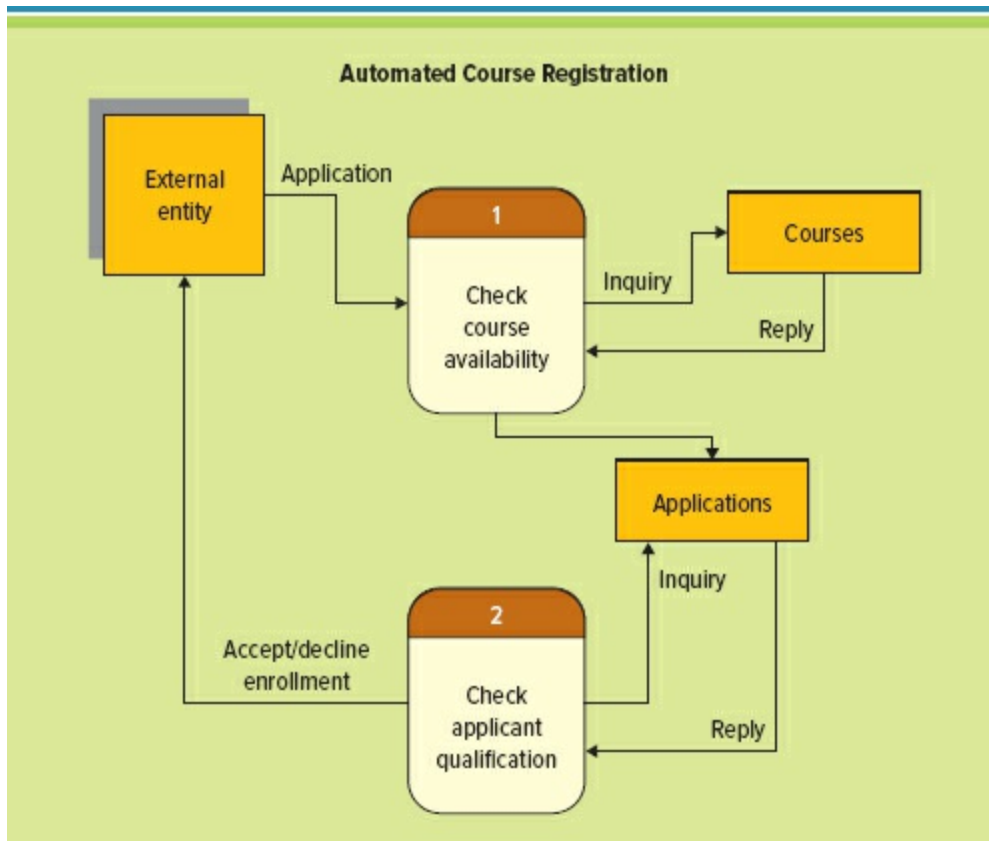 Automated Course Registration
External
entity
Application
1
Check
course
availability
Inquiry
Courses
Reply
Applications
Inquiry
2
Check
applicant
qualification
Accept/decline
enrollment
Reply